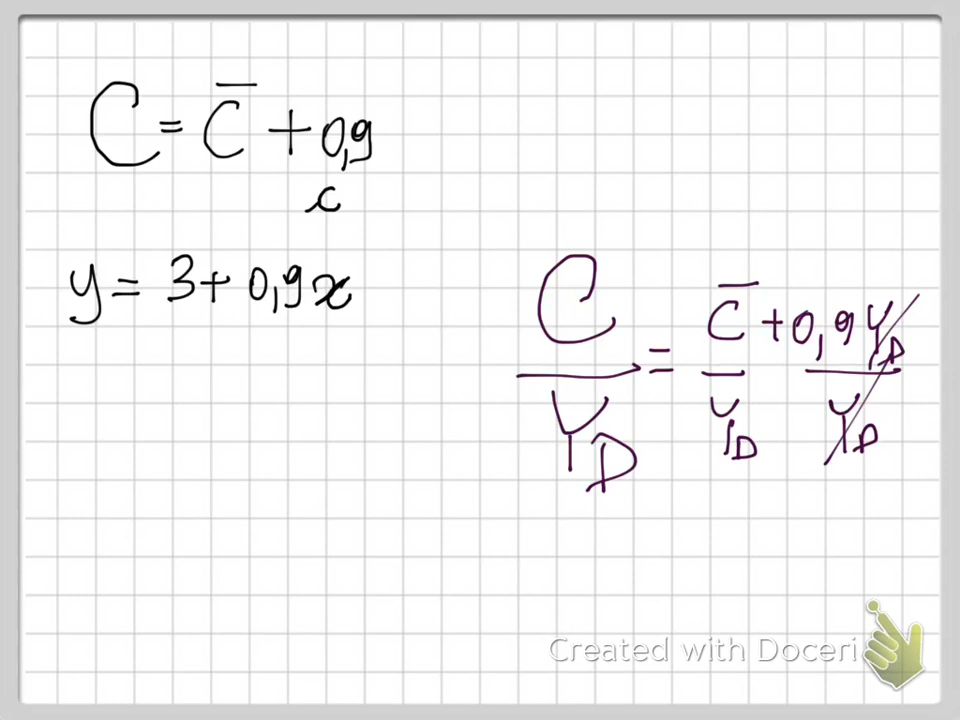 C = C̅ + 0,9
c
y = 3 + 0,9x
C/Y_D = C̅/Y_D + 0,9Y_D/Y_D
Created with Doceri